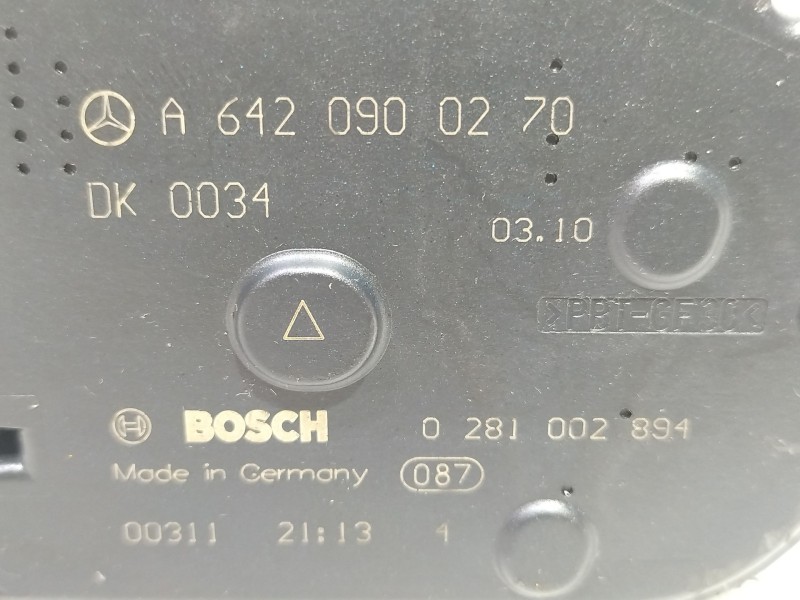 A 642 090 02 70
DK 0034
03.10
>PBT-GF30<
BOSCH 0 281 002 894
Made in Germany 087
00311 21:13 4